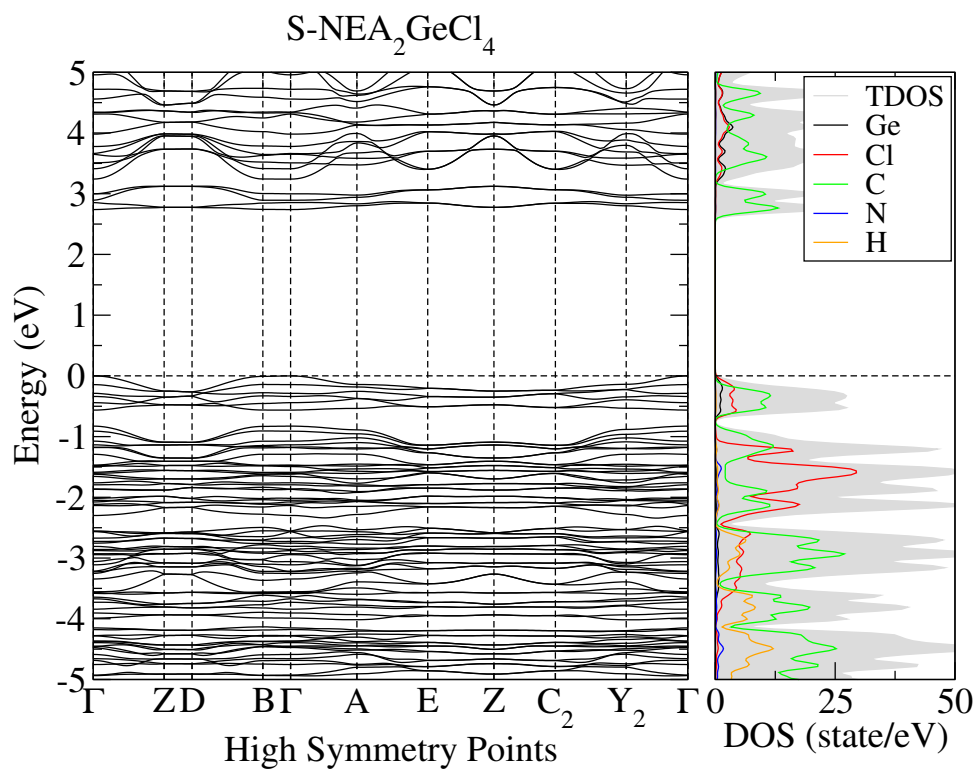 S-NEA₂GeCl₄
5
4
3
2
1
0
-1
-2
-3
-4
-5
Energy (eV)
Γ Z D B Γ A E Z C₂ Y₂ Γ
High Symmetry Points
TDOS
Ge
Cl
C
N
H
0 25 50
DOS (state/eV)